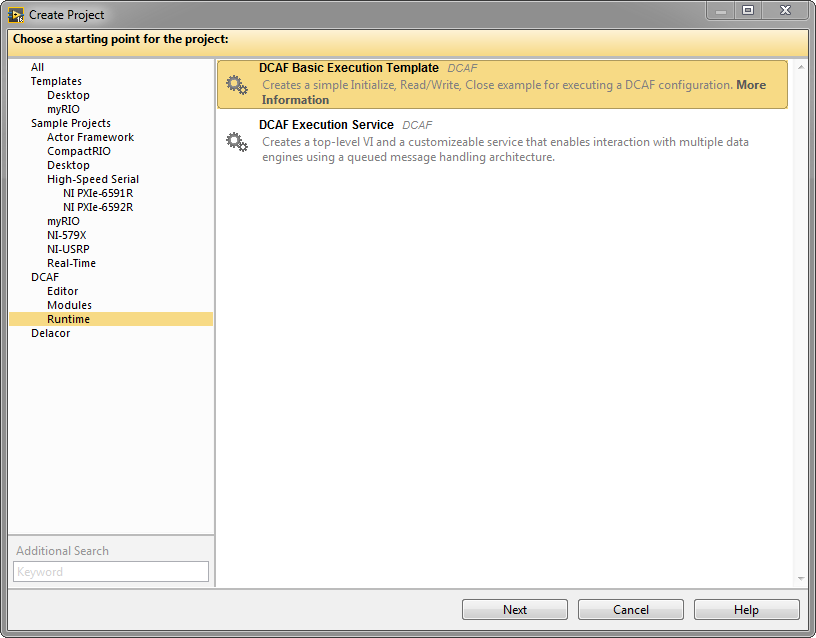 Create Project
Choose a starting point for the project:
All
Templates
Desktop
myRIO
Sample Projects
Actor Framework
CompactRIO
Desktop
High-Speed Serial
NI PXIe-6591R
NI PXIe-6592R
myRIO
NI-579X
NI-USRP
Real-Time
DCAF
Editor
Modules
Runtime
Delacor
Additional Search
Keyword
DCAF Basic Execution Template DCAF
Creates a simple Initialize, Read/Write, Close example for executing a DCAF configuration. More
Information
DCAF Execution Service DCAF
Creates a top-level VI and a customizeable service that enables interaction with multiple data
engines using a queued message handling architecture.
Next Cancel Help